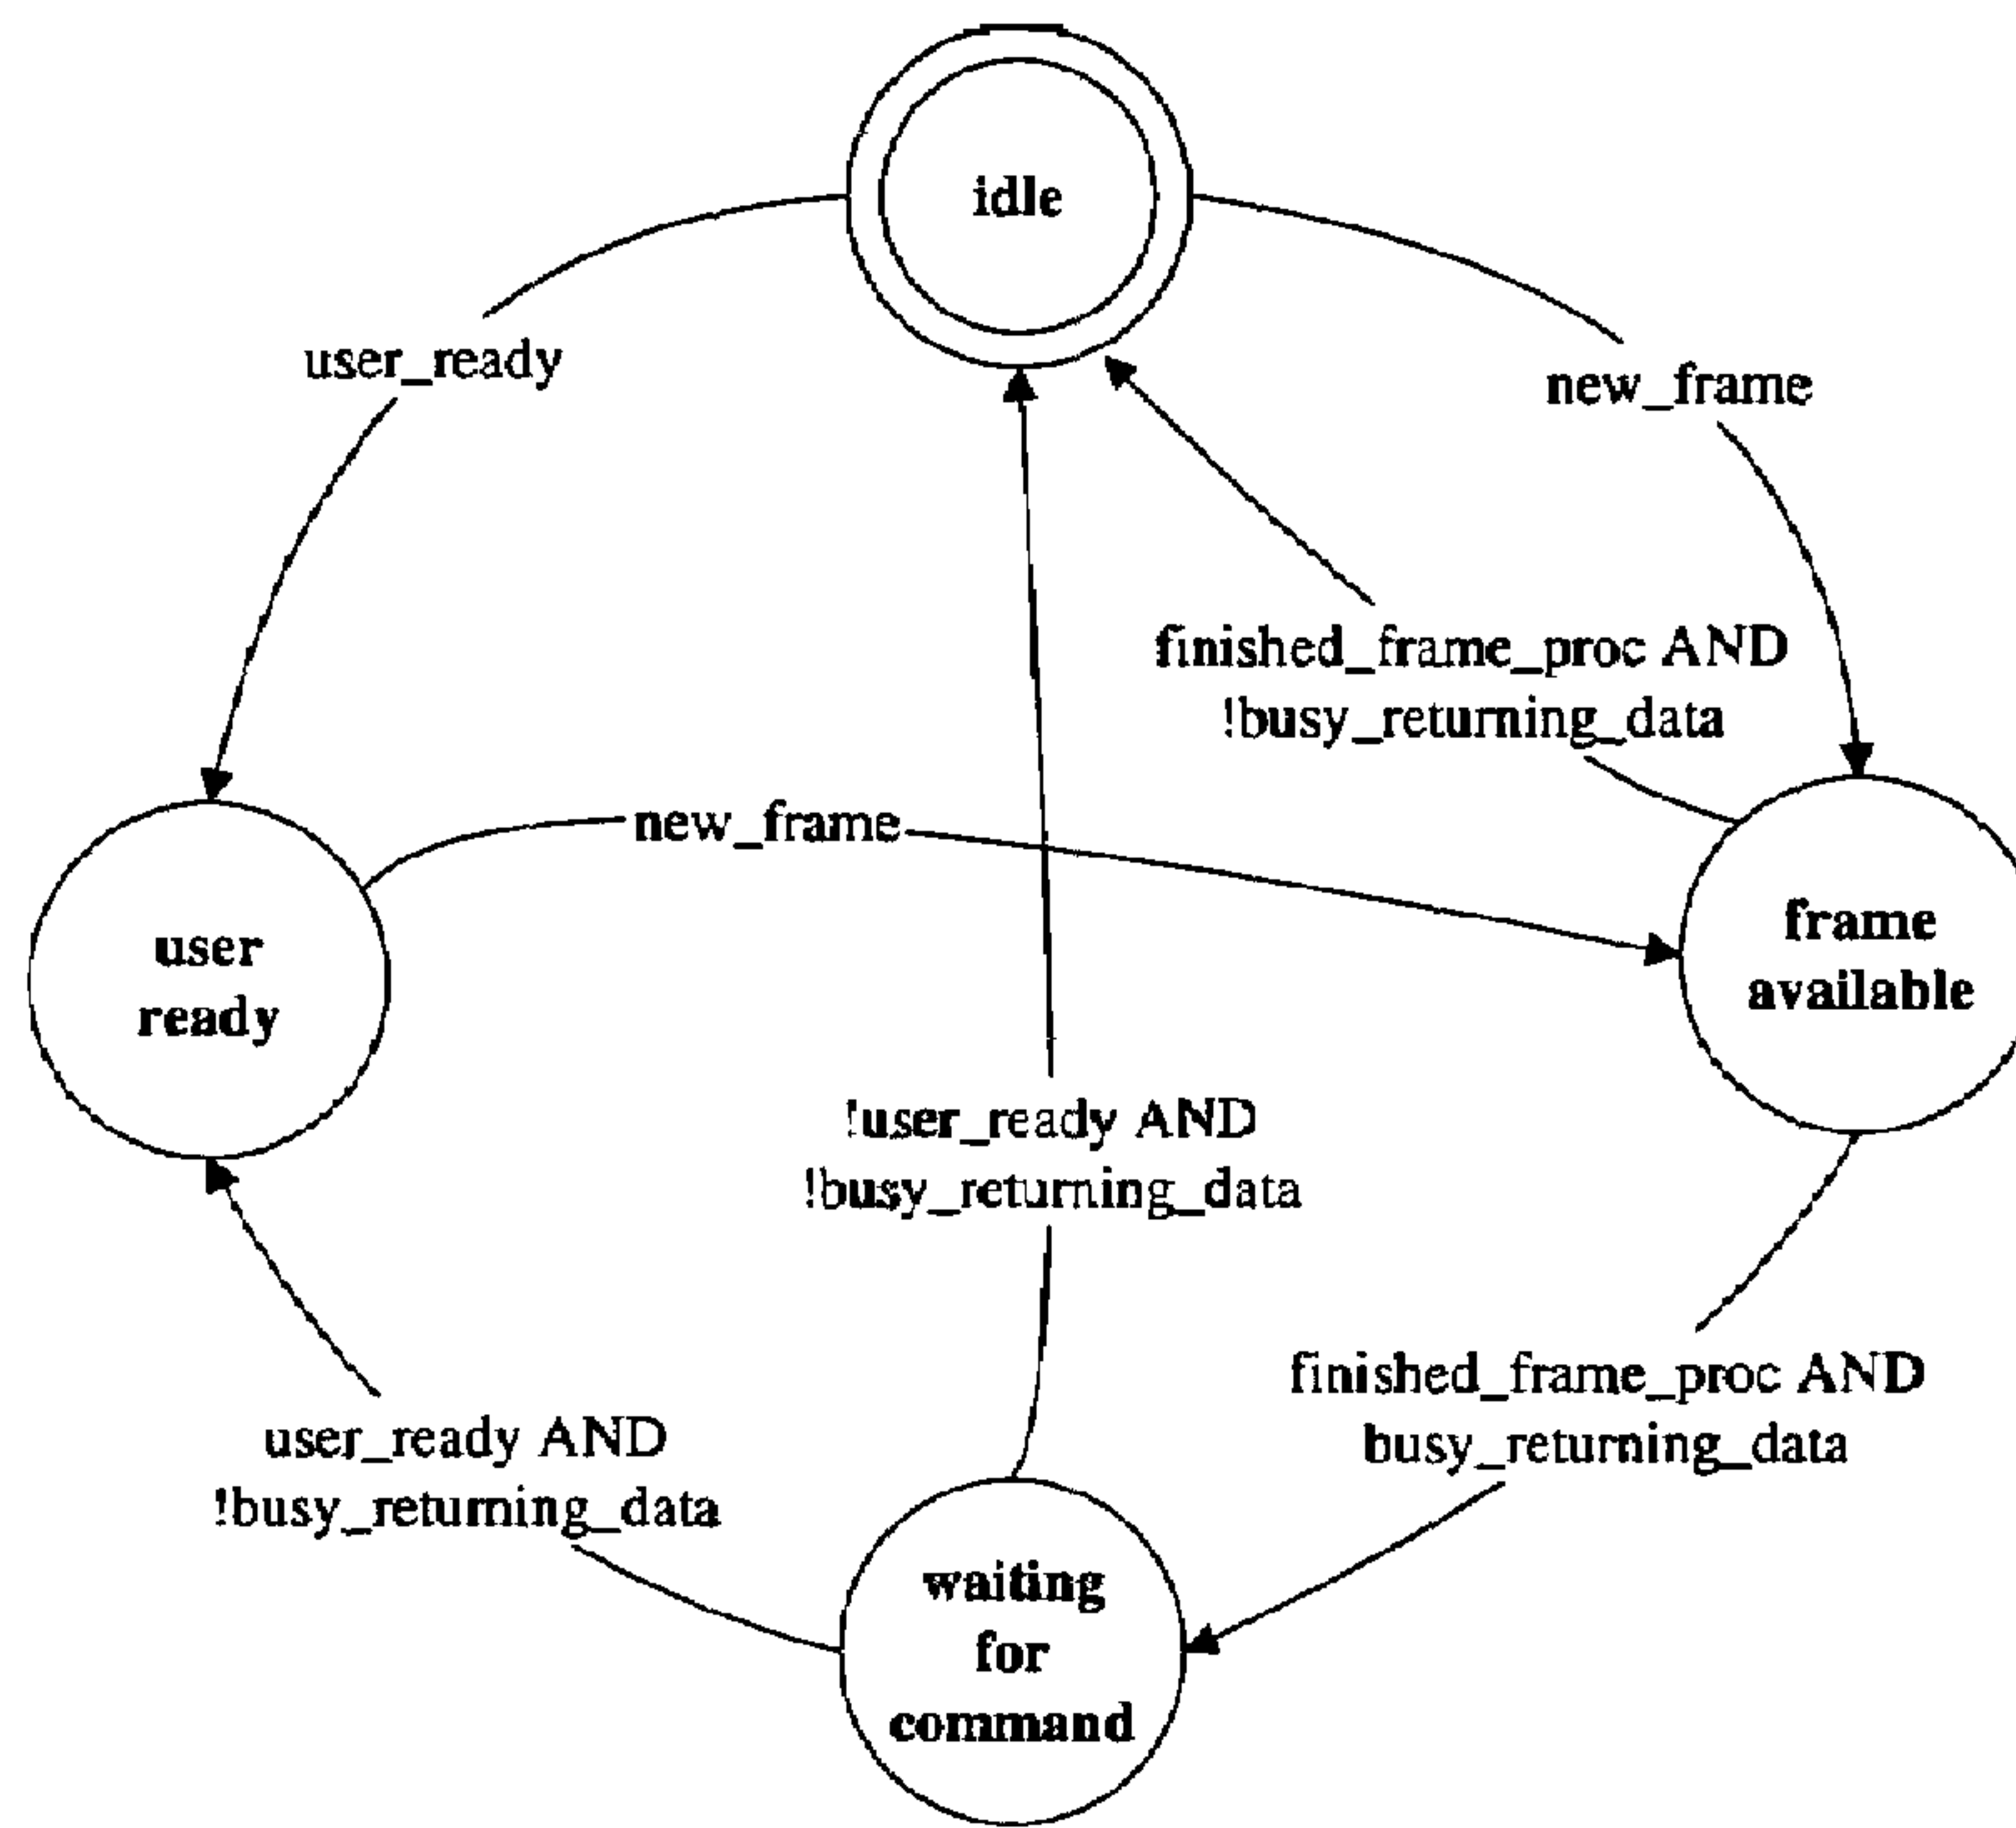 idle
user_ready
new_frame
finished_frame_proc AND
!busy_returning_data
new_frame
user
ready
frame
available
!user_ready AND
!busy_returning_data
finished_frame_proc AND
busy_returning_data
user_ready AND
!busy_returning_data
waiting
for
command